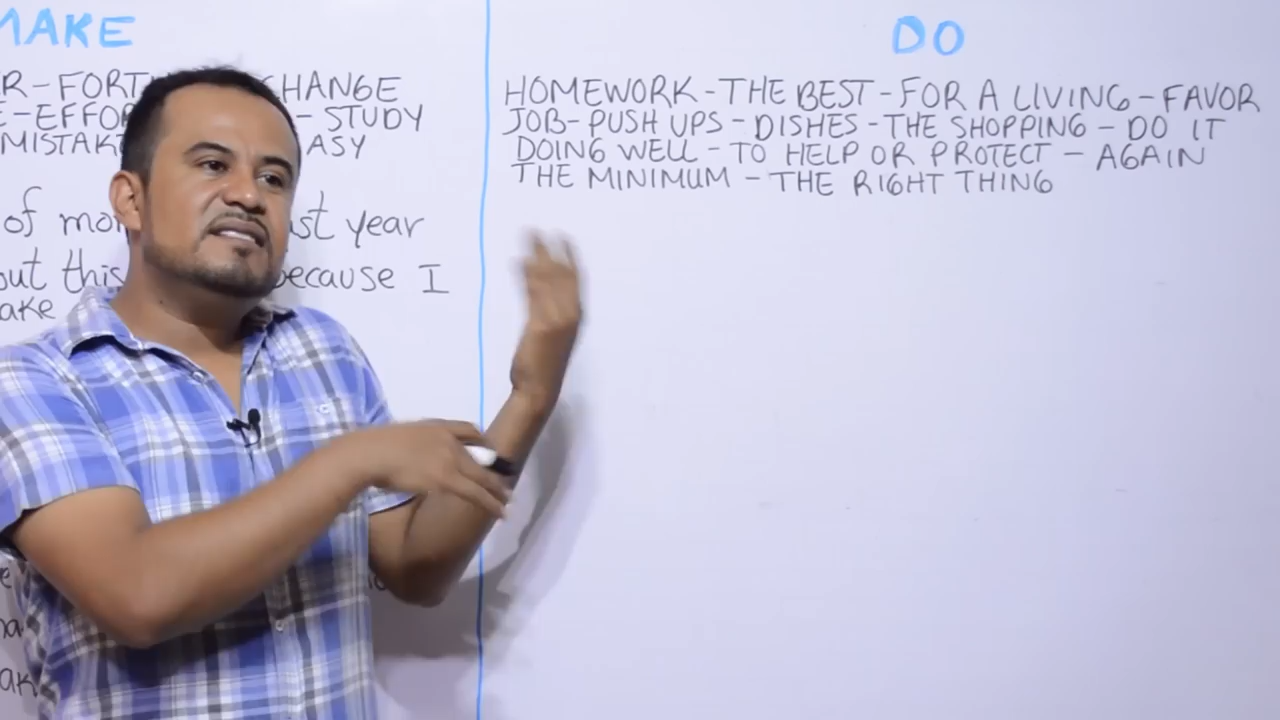 MAKE
R-FORT CHANGE
E-EFFOR - STUDY
MISTAK ASY
of mo st year
out this because I
ake
DO
HOMEWORK - THE BEST - FOR A LIVING - FAVOR
JOB - PUSH UPS - DISHES - THE SHOPPING - DO IT
DOING WELL - TO HELP OR PROTECT - AGAIN
THE MINIMUM - THE RIGHT THING